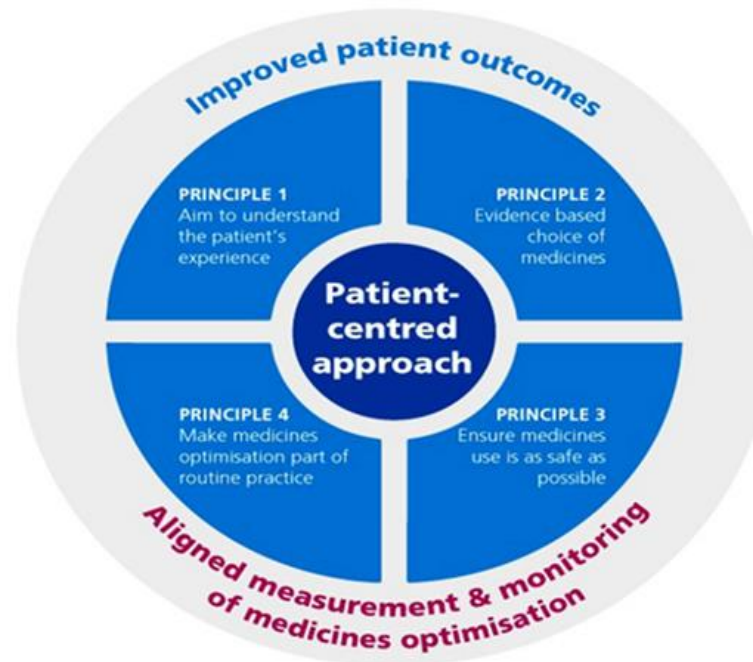 Improved patient outcomes
PRINCIPLE 1
Aim to understand
the patient's
experience
PRINCIPLE 2
Evidence based
choice of
medicines
Patient-
centred
approach
PRINCIPLE 4
Make medicines
optimisation part of
routine practice
PRINCIPLE 3
Ensure medicines
use is as safe as
possible
Aligned measurement & monitoring
of medicines optimisation